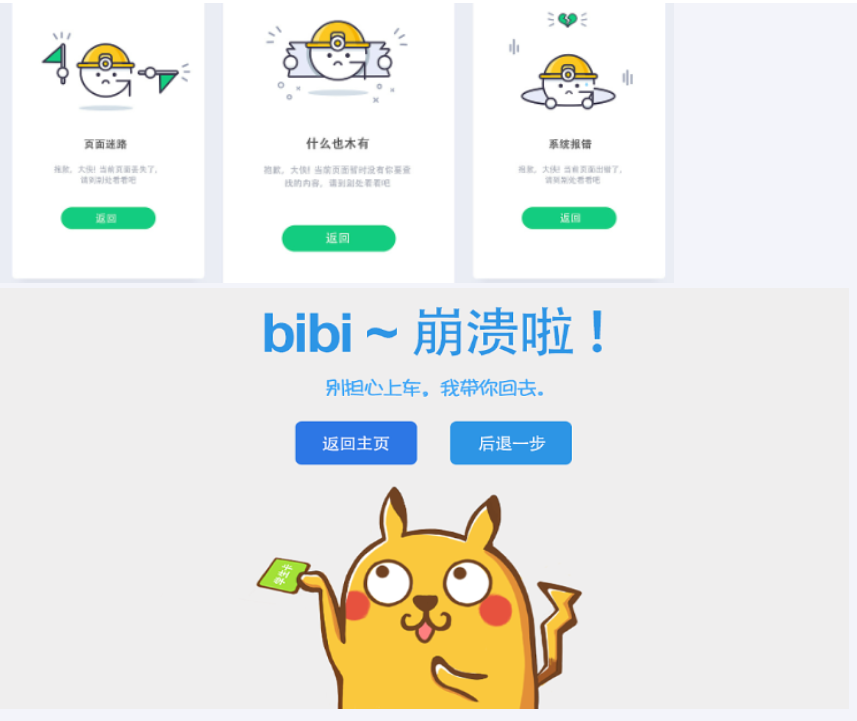 页面迷路
抱歉，大侠! 当前页面丢失了，
请到别处看看吧
返回
什么也木有
抱歉，大侠! 当前页面暂时没有你要查
找的内容，请到别处看看吧
返回
系统报错
抱歉，大侠! 当前页面出错了，
请到别处看看吧
返回
bibi ~ 崩溃啦！
别担心上车。我带你回去。
返回主页
后退一步
学生卡